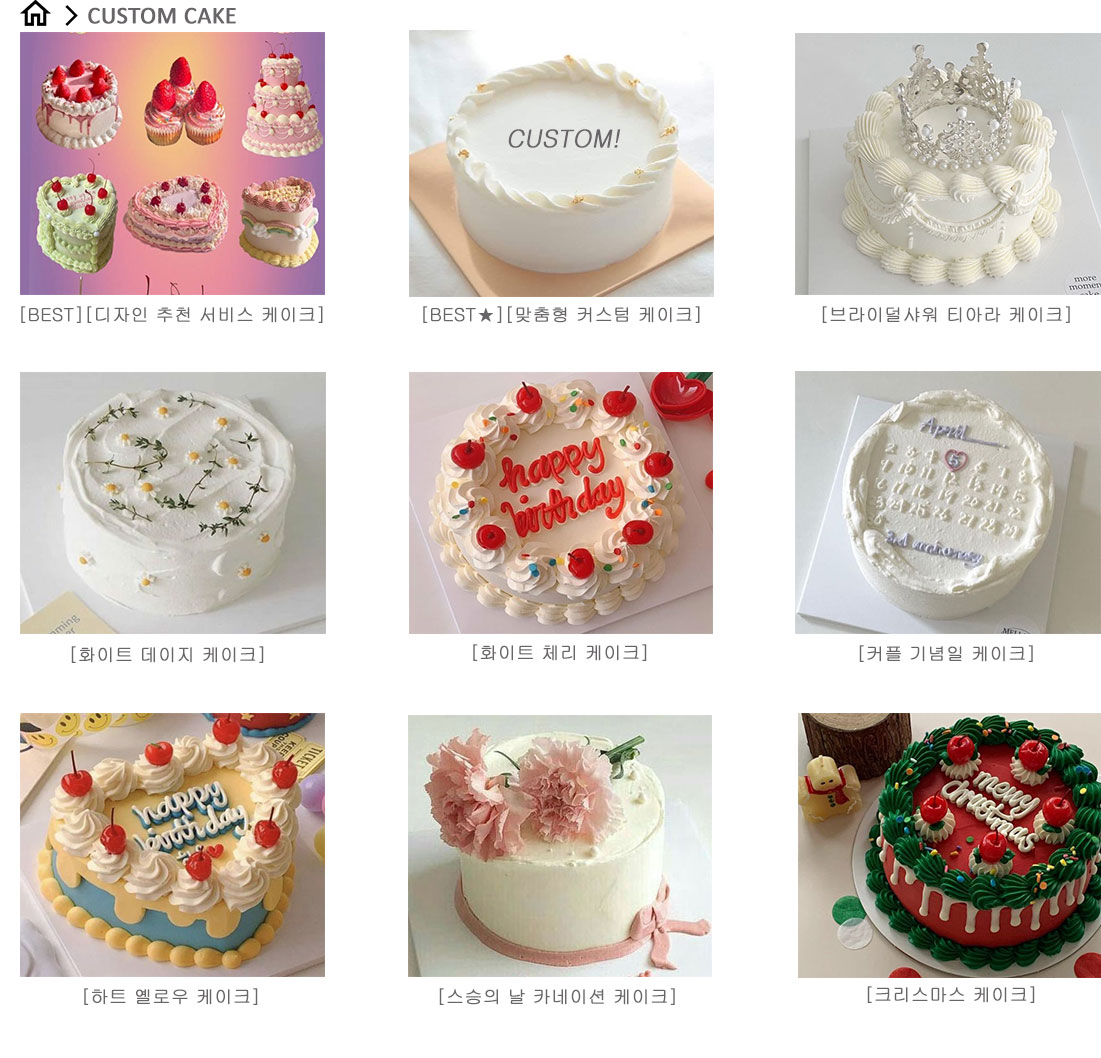 CUSTOM CAKE
CUSTOM!
more
[BEST][디자인 추천 서비스 케이크]
[BEST★][맞춤형 커스텀 케이크]
[브라이덜샤워 티아라 케이크]
happy
birthday
April
3rd anniversary
[화이트 데이지 케이크]
[화이트 체리 케이크]
[커플 기념일 케이크]
TICKET
happy
birthday
merry
christmas
[하트 옐로우 케이크]
[스승의 날 카네이션 케이크]
[크리스마스 케이크]